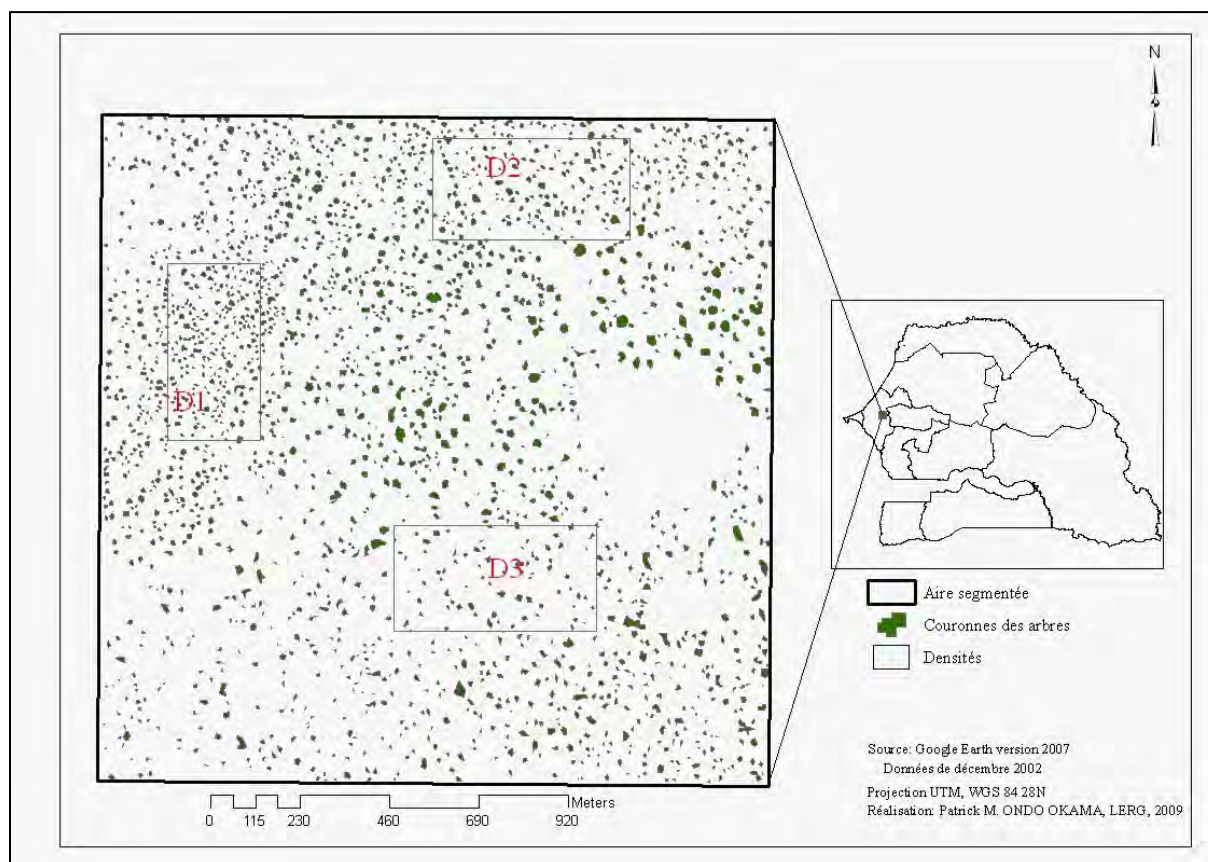 N
D2
D1
D3
Aire segmentée
Couronnes des arbres
Densités
Source: Google Earth version 2007
Données de décembre 2002
Projection UTM, WGS 84 28N
Réalisation: Patrick M. ONDO OKAMA, LERG, 2009
Meters
0 115 230 460 690 920